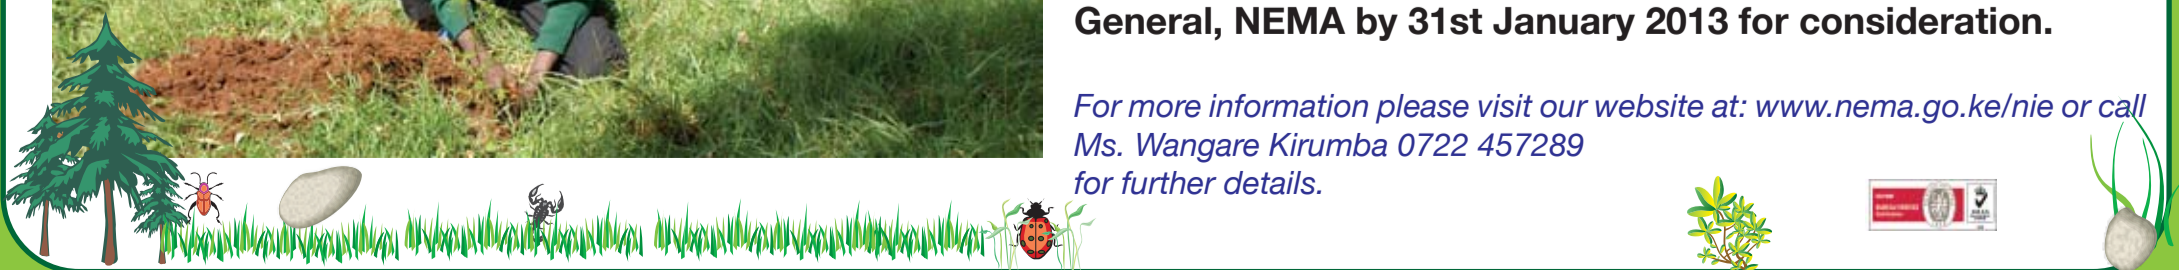 General, NEMA by 31st January 2013 for consideration.
For more information please visit our website at: www.nema.go.ke/nie or call
Ms. Wangare Kirumba 0722 457289
for further details.